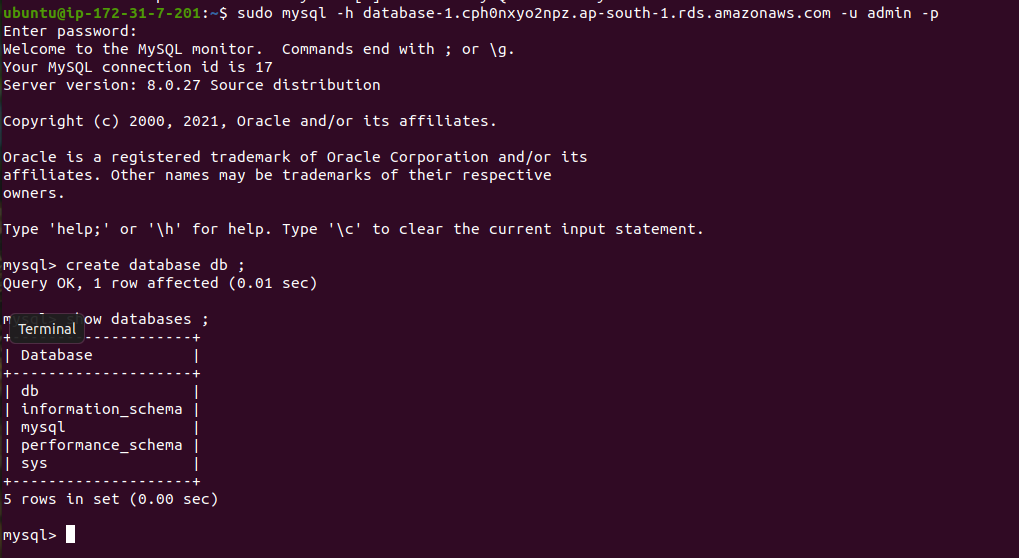 ubuntu@ip-172-31-7-201:~$ sudo mysql -h database-1.cph0nxyo2npz.ap-south-1.rds.amazonaws.com -u admin -p
Enter password:
Welcome to the MySQL monitor.  Commands end with ; or \g.
Your MySQL connection id is 17
Server version: 8.0.27 Source distribution
Copyright (c) 2000, 2021, Oracle and/or its affiliates.
Oracle is a registered trademark of Oracle Corporation and/or its
affiliates. Other names may be trademarks of their respective
owners.
Type 'help;' or '\h' for help. Type '\c' to clear the current input statement.
mysql> create database db ;
Query OK, 1 row affected (0.01 sec)
mysql> show databases ;
Terminal
+--------------------+
| Database           |
+--------------------+
| db                 |
| information_schema |
| mysql              |
| performance_schema |
| sys                |
+--------------------+
5 rows in set (0.00 sec)
mysql>